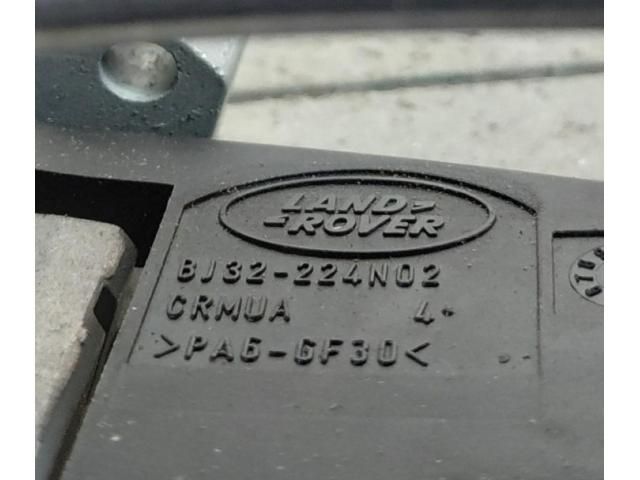 LAND
ROVER
BJ32-224N02
CRMUA 4
>PA6-GF30<